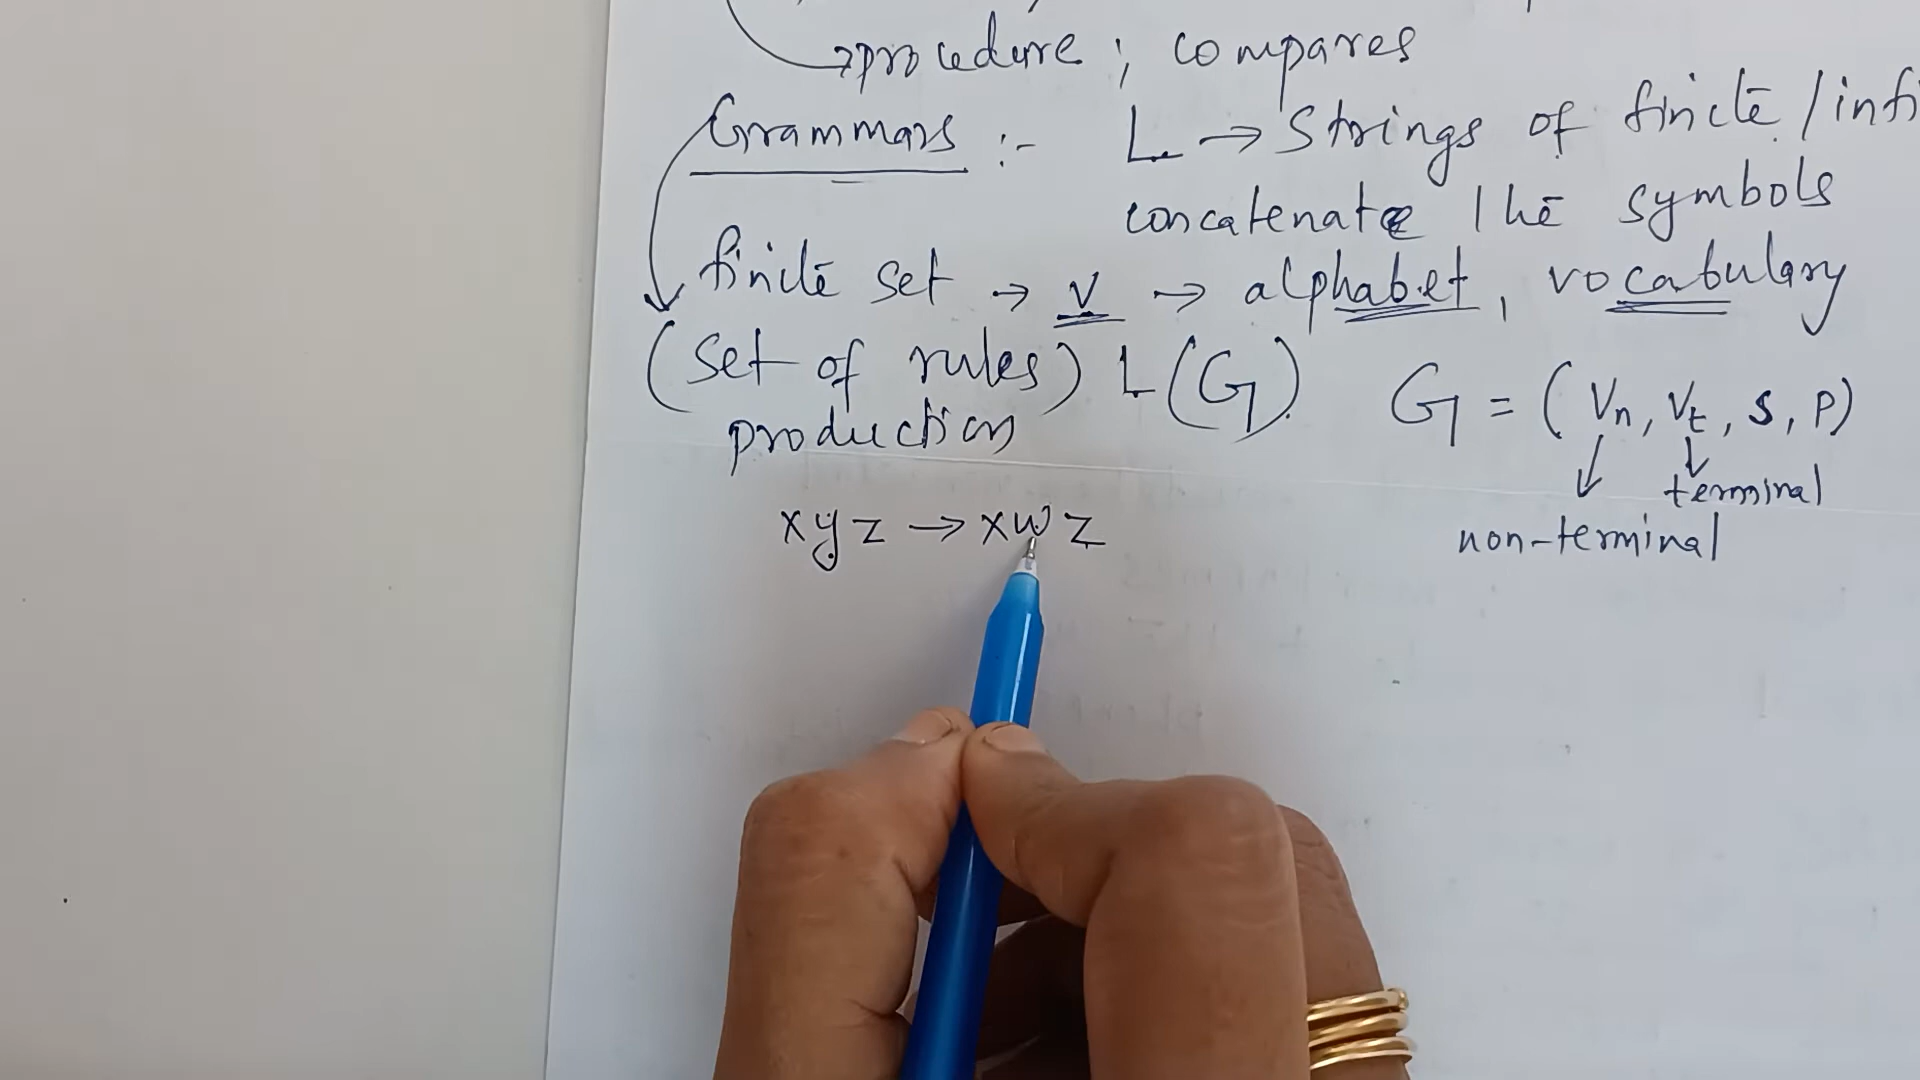 →procedure ; compares
Grammars :- L → Strings of finite / infi
concatenate the symbols
finite set → V → alphabet, vocabulary
(set of rules) L(G). G = (Vn, Vt, S, P)
production
terminal
xyz → xwz
non-terminal